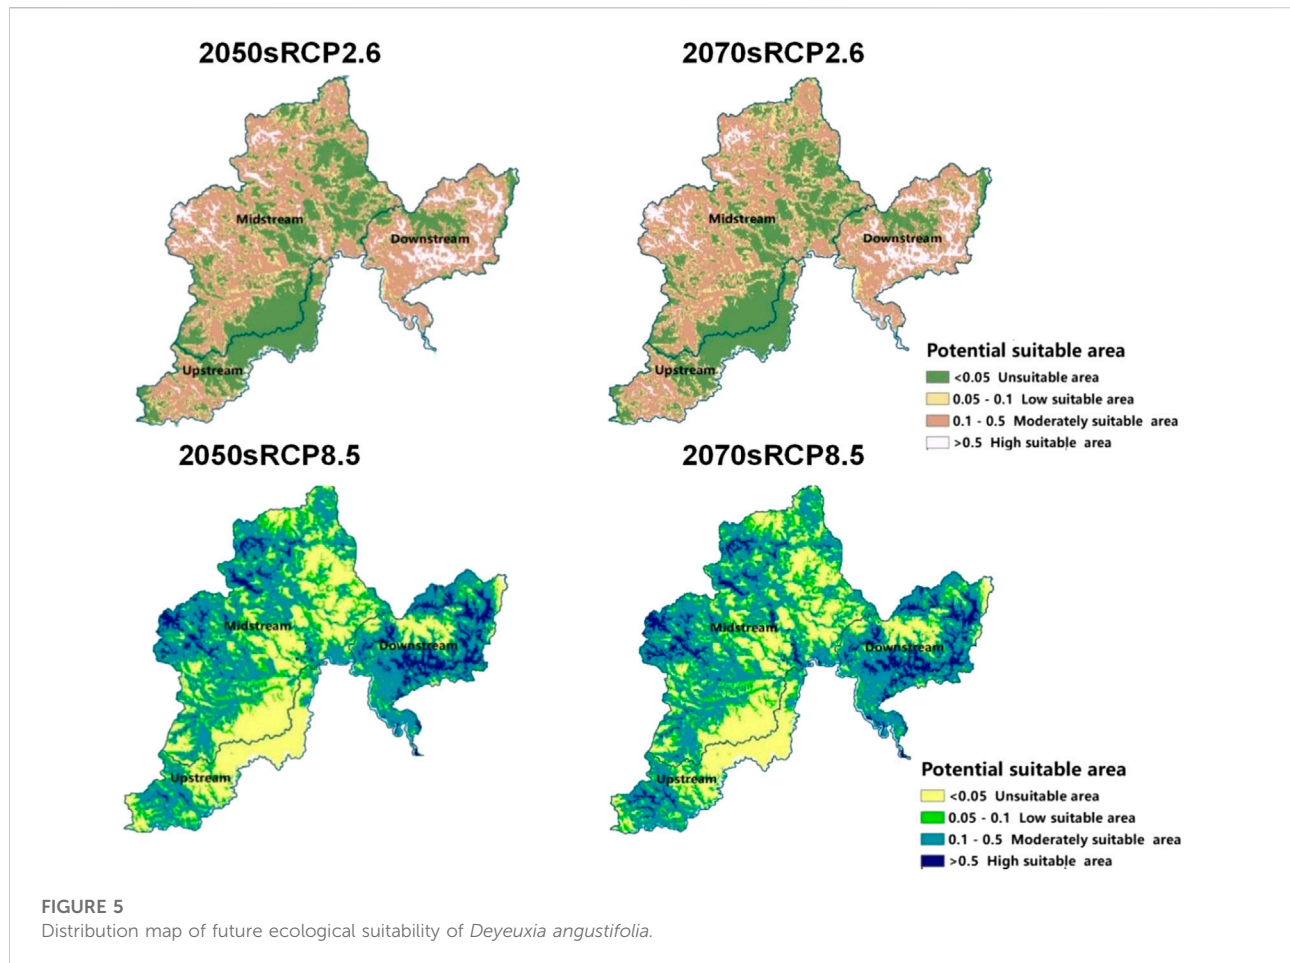 2050sRCP2.6
2070sRCP2.6
Midstream
Downstream
Upstream
Midstream
Downstream
Upstream
Potential suitable area
<0.05 Unsuitable area
0.05 - 0.1 Low suitable area
0.1 - 0.5 Moderately suitable area
>0.5 High suitable area
2050sRCP8.5
2070sRCP8.5
Midstream
Downstream
Upstream
Midstream
Downstream
Upstream
Potential suitable area
<0.05 Unsuitable area
0.05 - 0.1 Low suitable area
0.1 - 0.5 Moderately suitable area
>0.5 High suitable area
FIGURE 5
Distribution map of future ecological suitability of Deyeuxia angustifolia.